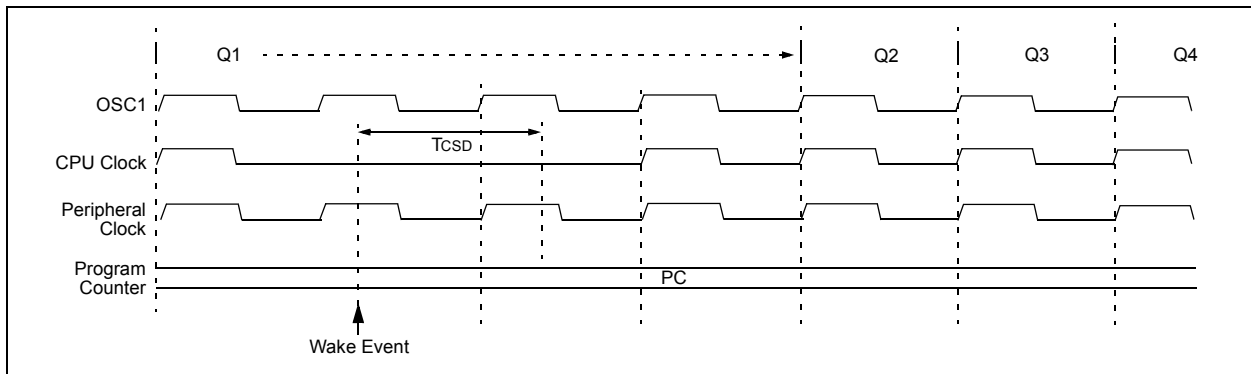 Q1 Q2 Q3 Q4
OSC1
TCSD
CPU Clock
Peripheral
Clock
Program
Counter
PC
Wake Event